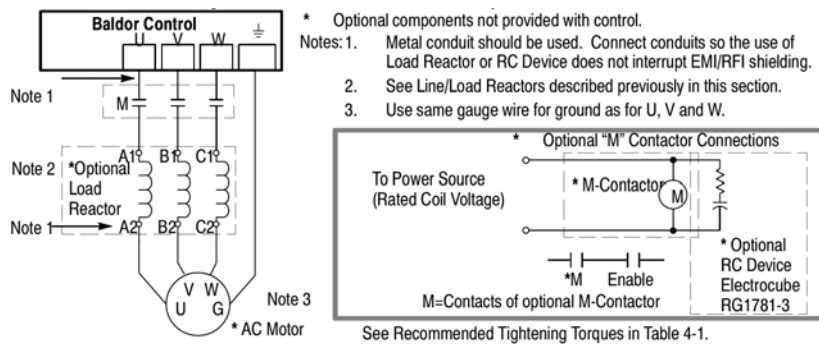 Baldor Control
U V W
Note 1
M
Note 2
*Optional
Load
Reactor
A1 B1 C1
Note 1
A2 B2 C2
V W
U G
Note 3
* AC Motor
* Optional components not provided with control.
Notes: 1. Metal conduit should be used. Connect conduits so the use of
Load Reactor or RC Device does not interrupt EMI/RFI shielding.
2. See Line/Load Reactors described previously in this section.
3. Use same gauge wire for ground as for U, V and W.
* Optional “M” Contactor Connections
To Power Source
(Rated Coil Voltage)
* M-Contactor
M
* Optional
RC Device
Electrocube
RG1781-3
*M Enable
M=Contacts of optional M-Contactor
See Recommended Tightening Torques in Table 4-1.